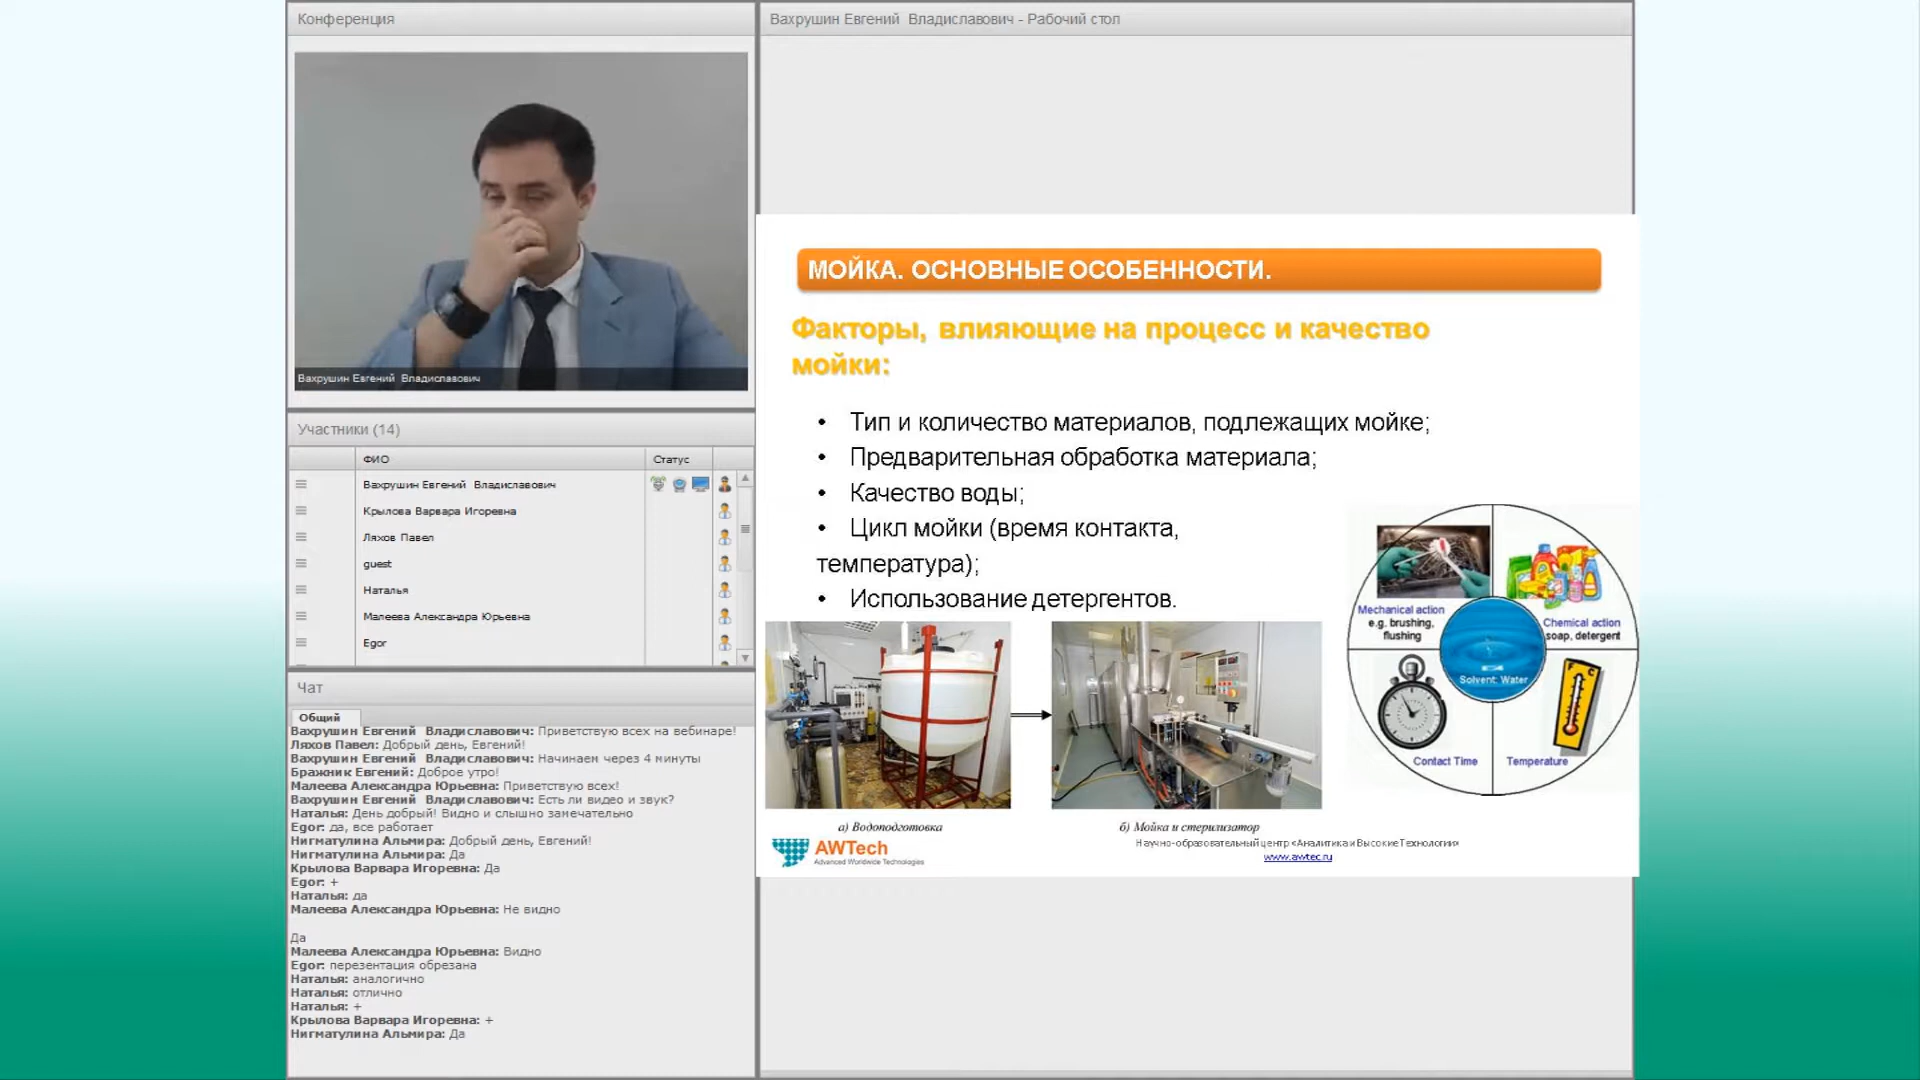 Конференция
Вахрушин Евгений Владиславович
Участники (14)
ФИО Статус
Вахрушин Евгений Владиславович
Крылова Варвара Игоревна
Ляхов Павел
guest
Наталья
Малеева Александра Юрьевна
Egor
Чат
Общий
Вахрушин Евгений Владиславович: Приветствую всех на вебинаре!
Ляхов Павел: Добрый день, Евгений!
Вахрушин Евгений Владиславович: Начинаем через 4 минуты
Бражник Евгений: Доброе утро!
Малеева Александра Юрьевна: Приветствую всех!
Вахрушин Евгений Владиславович: Есть ли видео и звук?
Наталья: День добрый! Видно и слышно замечательно
Egor: да, все работает
Нигматулина Альмира: Добрый день, Евгений!
Нигматулина Альмира: Да
Крылова Варвара Игоревна: Да
Egor: +
Наталья: да
Малеева Александра Юрьевна: Не видно
Да
Малеева Александра Юрьевна: Видно
Egor: перезентация обрезана
Наталья: аналогично
Наталья: отлично
Наталья: +
Крылова Варвара Игоревна: +
Нигматулина Альмира: Да
Вахрушин Евгений Владиславович - Рабочий стол
МОЙКА. ОСНОВНЫЕ ОСОБЕННОСТИ.
Факторы, влияющие на процесс и качество
мойки:
• Тип и количество материалов, подлежащих мойке;
• Предварительная обработка материала;
• Качество воды;
• Цикл мойки (время контакта,
температура);
• Использование детергентов.
Mechanical action
e.g. brushing,
flushing
Chemical action
soap, detergent
Solvent: Water
F C
Contact Time
Temperature
а) Водоподготовка
б) Мойка и стерилизатор
AWTech
Advanced Worldwide Technologies
Научно-образовательный центр «Аналитика и Высокие Технологии»
www.awtec.ru